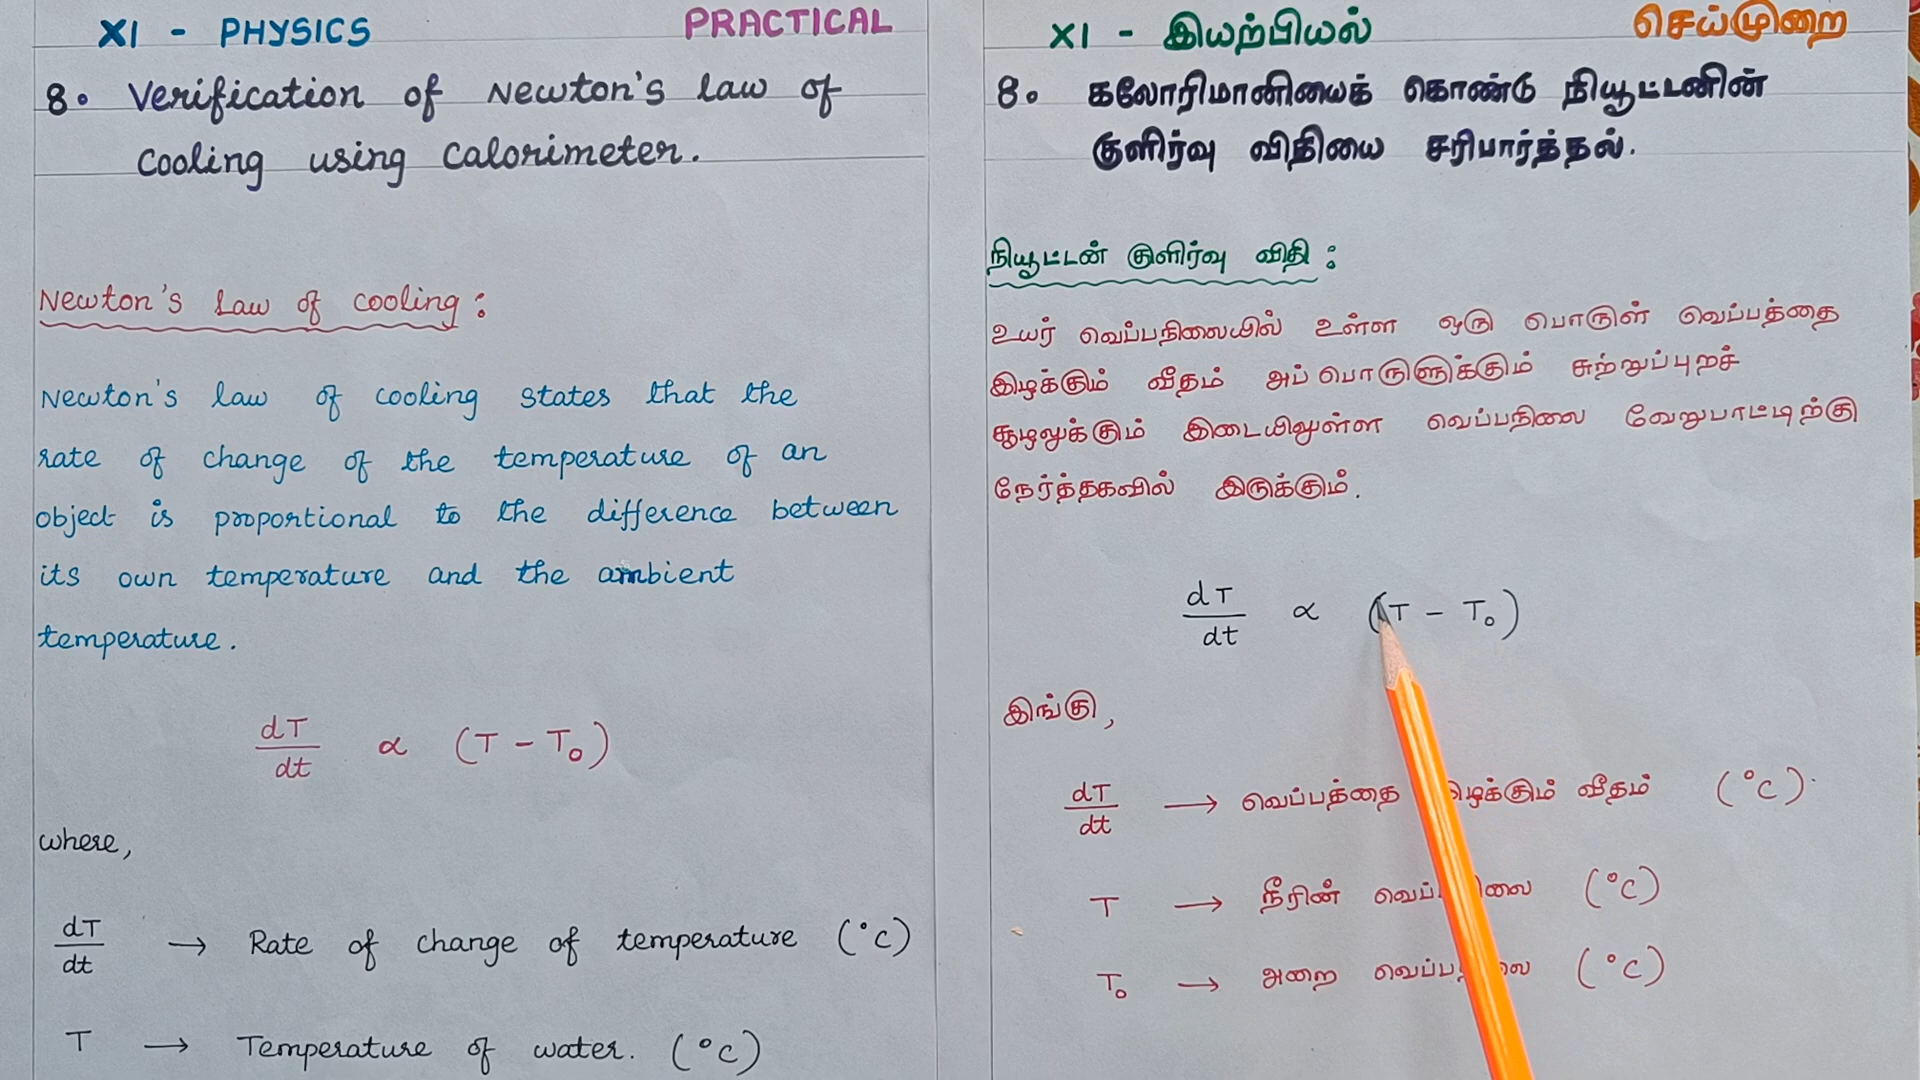 XI - PHYSICS PRACTICAL
8. Verification of Newton's law of
cooling using calorimeter.
Newton's Law of cooling :
Newton's law of cooling states that the
rate of change of the temperature of an
object is proportional to the difference between
its own temperature and the ambient
temperature.
dT/dt ∝ (T - T₀)
where,
dT/dt → Rate of change of temperature (°C)
T → Temperature of water. (°C)
XI - இயற்பியல் செய்முறை
8. கலோரிமானியைக் கொண்டு நியூட்டனின்
குளிர்வு விதியை சரிபார்த்தல்.
நியூட்டன் குளிர்வு விதி :
உயர் வெப்பநிலையில் உள்ள ஒரு பொருள் வெப்பத்தை
இழக்கும் வீதம் அப்பொருளுக்கும் சுற்றுப்புறச்
சூழலுக்கும் இடையிலுள்ள வெப்பநிலை வேறுபாட்டிற்கு
நேர்த்தகவில் இருக்கும்.
dT/dt ∝ (T - T₀)
இங்கு,
dT/dt → வெப்பத்தை வீதம் (°C).
T → நீரின் (°C)
T₀ → அறை (°C)